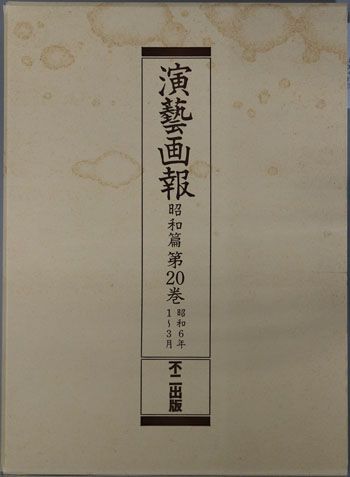 演藝画報
昭和篇 第20巻
昭和6年
1〜3月
不二出版